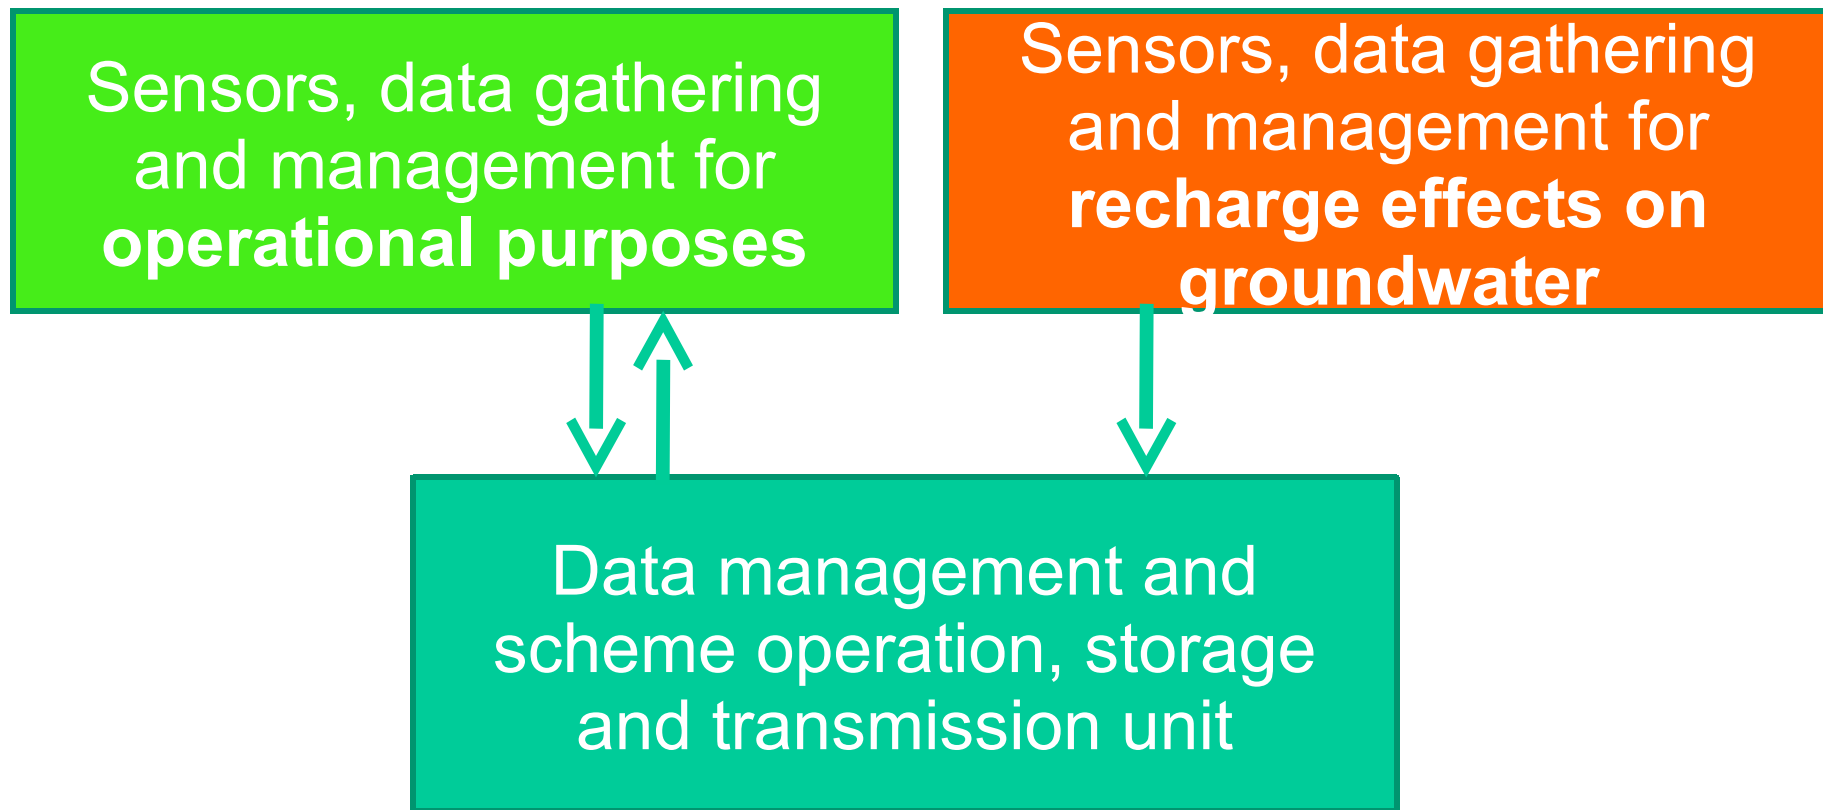 Sensors, data gathering
and management for
operational purposes
Sensors, data gathering
and management for
recharge effects on
groundwater
Data management and
scheme operation, storage
and transmission unit